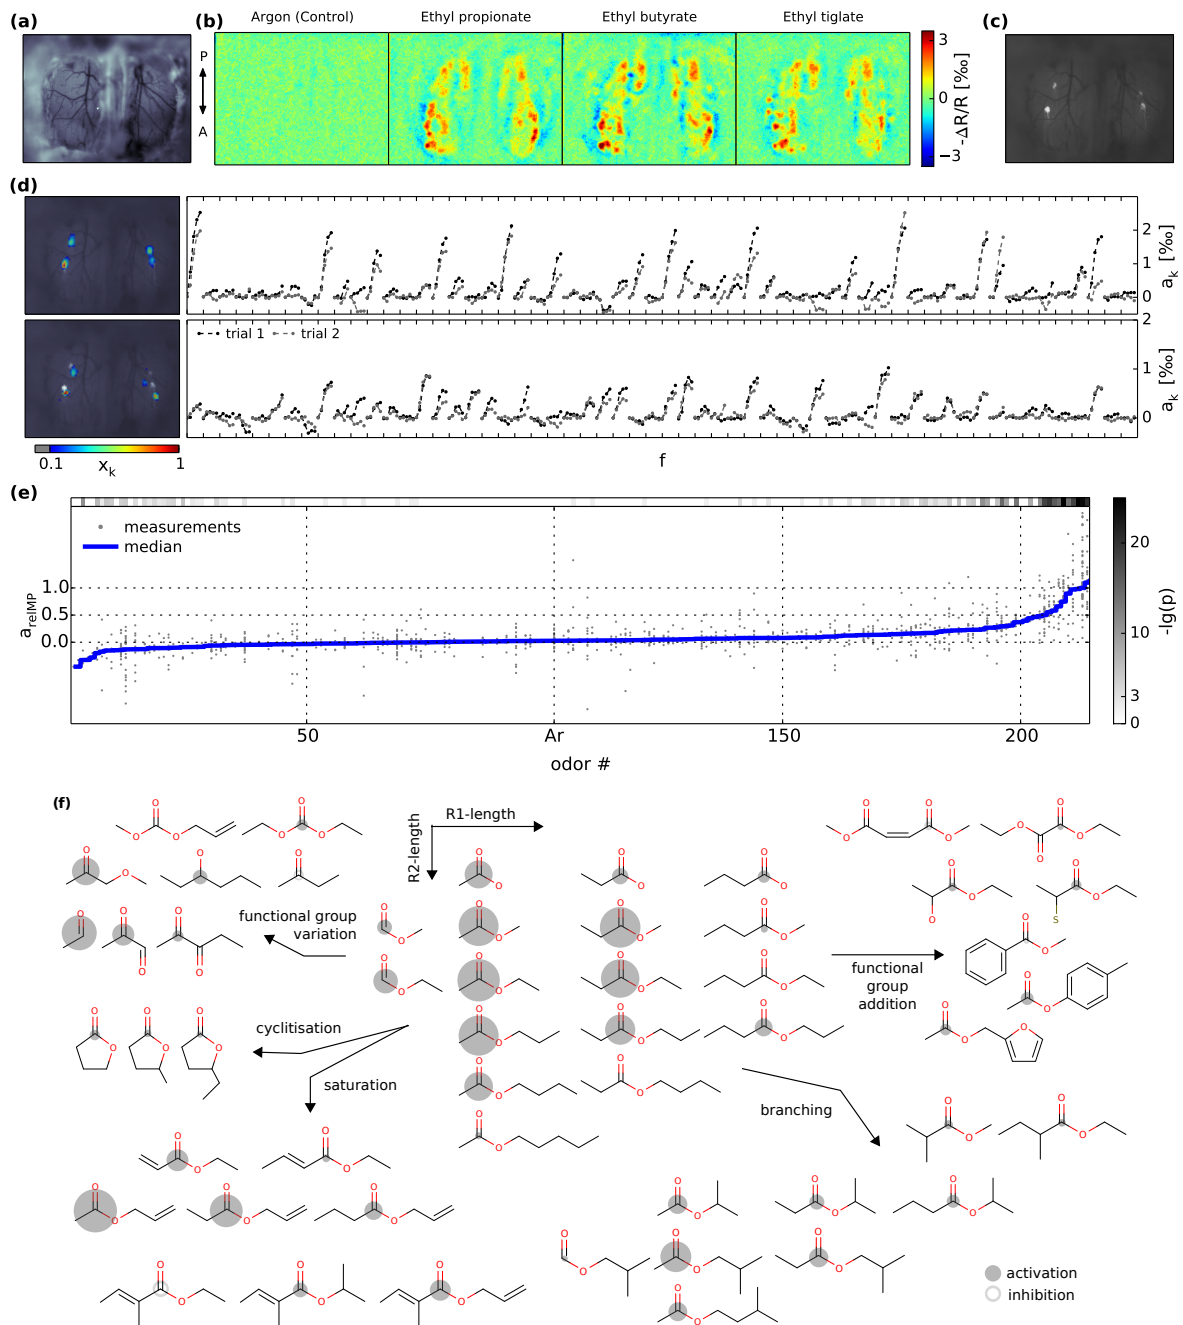 (a)
(b)
Argon (Control)
Ethyl propionate
Ethyl butyrate
Ethyl tiglate
(c)
P
A
3
0
−3
-ΔR/R [‰]
(d)
2
1
0
a_k [‰]
trial 1
trial 2
2
1
0
a_k [‰]
0.1
x_k
1
f
(e)
measurements
median
1.0
0.5
0.0
a_relMP
50
Ar
150
200
odor #
20
10
3
0
-lg(p)
(f)
R1-length
R2-length
functional group
variation
functional
group
addition
cyclitisation
saturation
branching
activation
inhibition